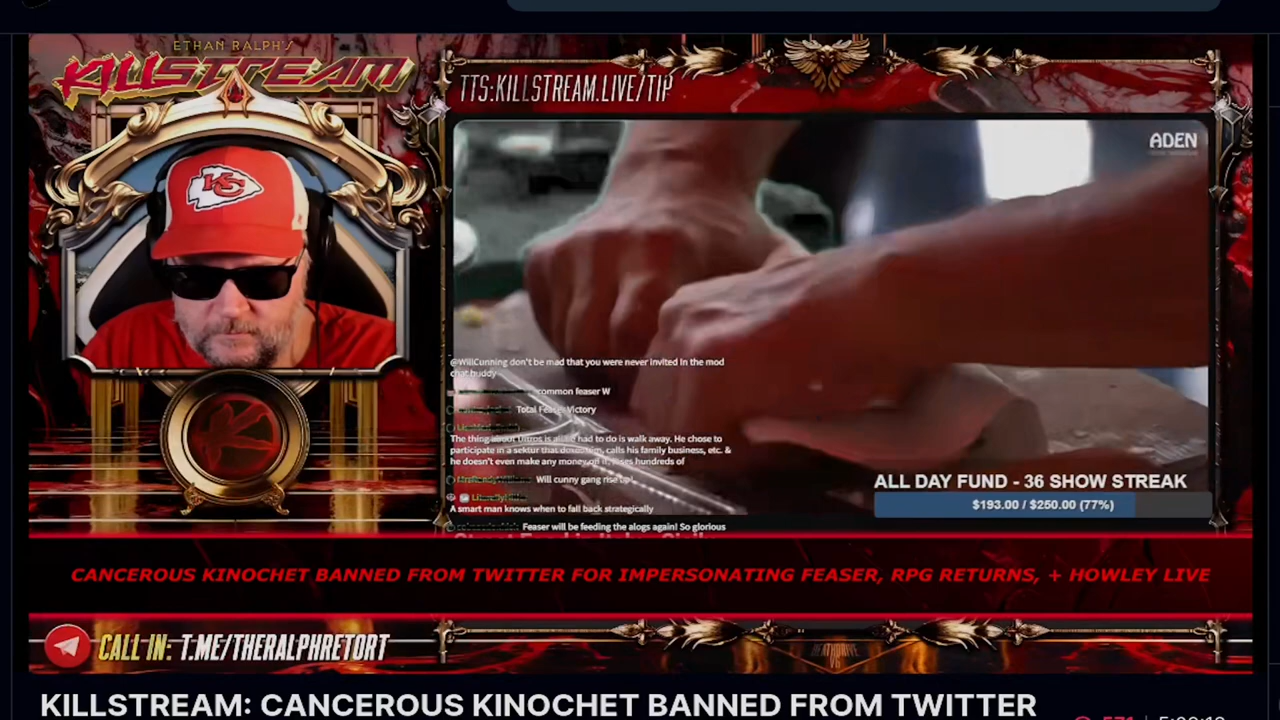 ETHAN RALPH'S
KILLSTREAM
TTS:KILLSTREAM.LIVE/TIP
ADEN
KC
@WillCunning don't be mad that you were never invited in the mod
chat buddy
common feaser W
Total Feaser Victory
The thing about is had to do is walk away. He chose to
participate in a sektur that calls his family business, etc. &
he doesn't even make any money on it. hundreds of
Will cunny gang rise up!
A smart man knows when to fall back strategically
Feaser will be feeding the alogs again! So glorious
ALL DAY FUND - 36 SHOW STREAK
$193.00 / $250.00 (77%)
CANCEROUS KINOCHET BANNED FROM TWITTER FOR IMPERSONATING FEASER, RPG RETURNS, + HOWLEY LIVE
CALL IN: T.ME/THERALPHRETORT
KILLSTREAM: CANCEROUS KINOCHET BANNED FROM TWITTER